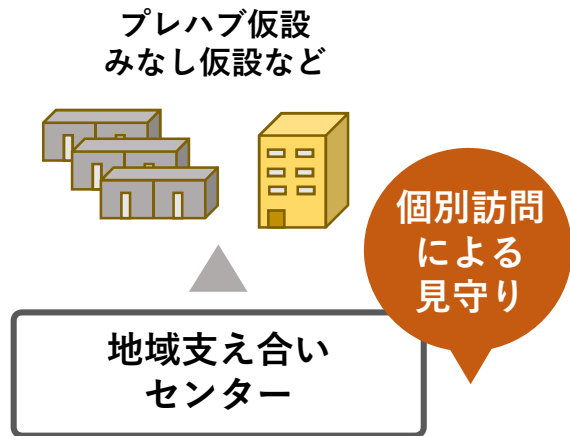 プレハブ仮設
みなし仮設など
個別訪問
による
見守り
地域支え合い
センター